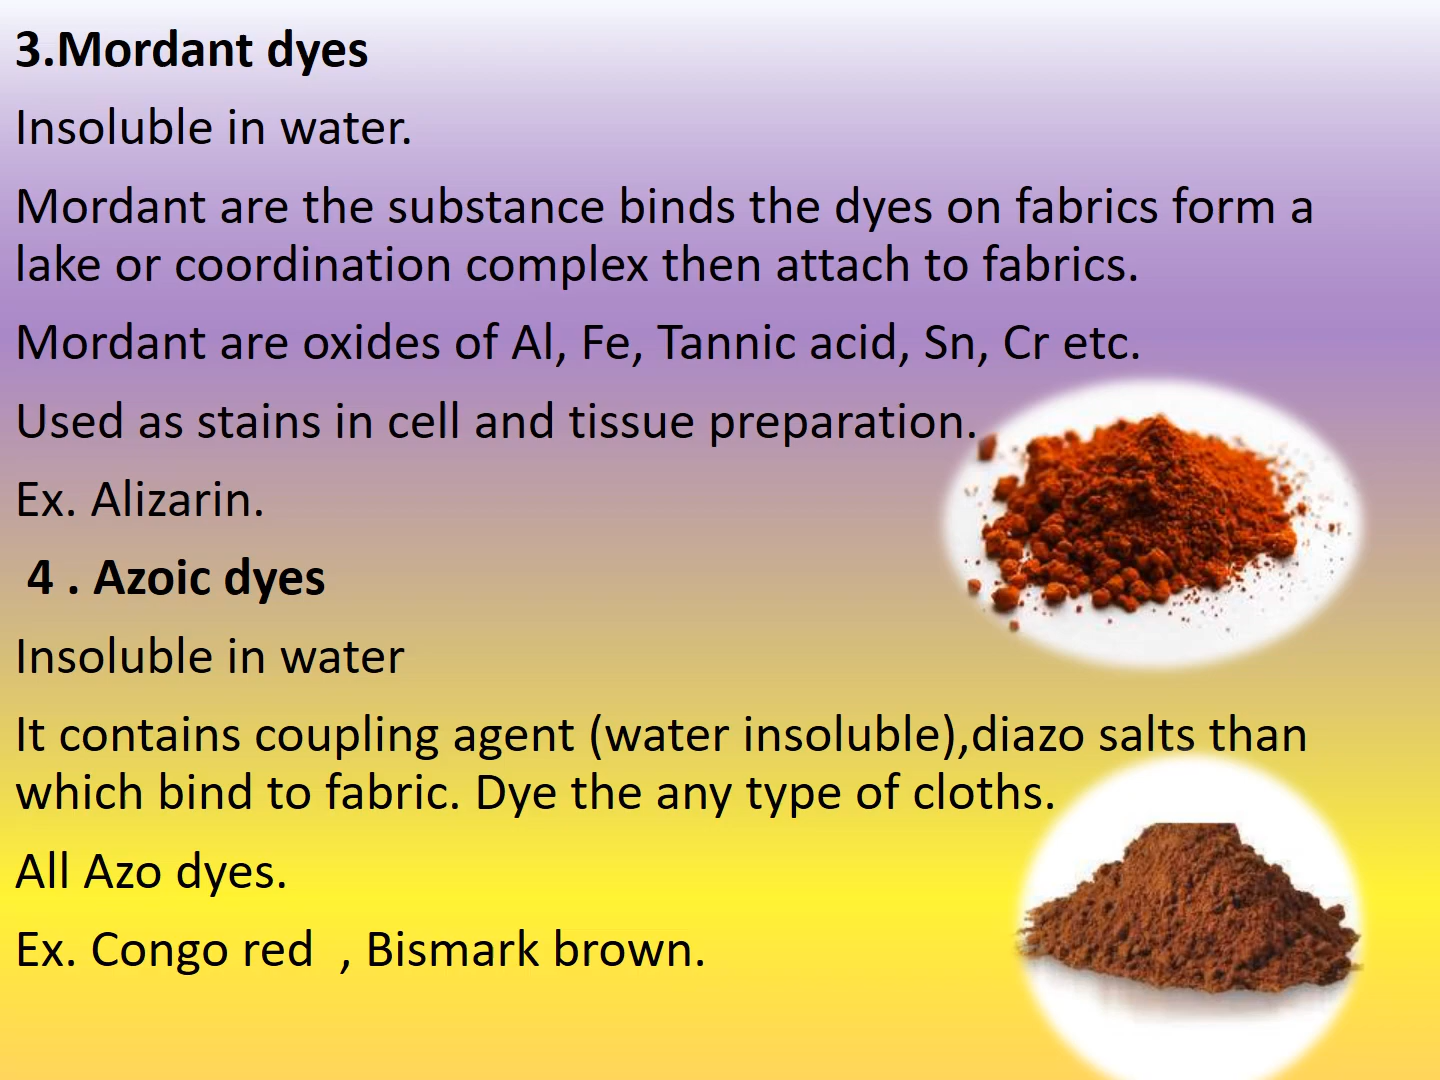 3.Mordant dyes
Insoluble in water.
Mordant are the substance binds the dyes on fabrics form a
lake or coordination complex then attach to fabrics.
Mordant are oxides of Al, Fe, Tannic acid, Sn, Cr etc.
Used as stains in cell and tissue preparation.
Ex. Alizarin.
4 . Azoic dyes
Insoluble in water
It contains coupling agent (water insoluble),diazo salts than
which bind to fabric. Dye the any type of cloths.
All Azo dyes.
Ex. Congo red  , Bismark brown.